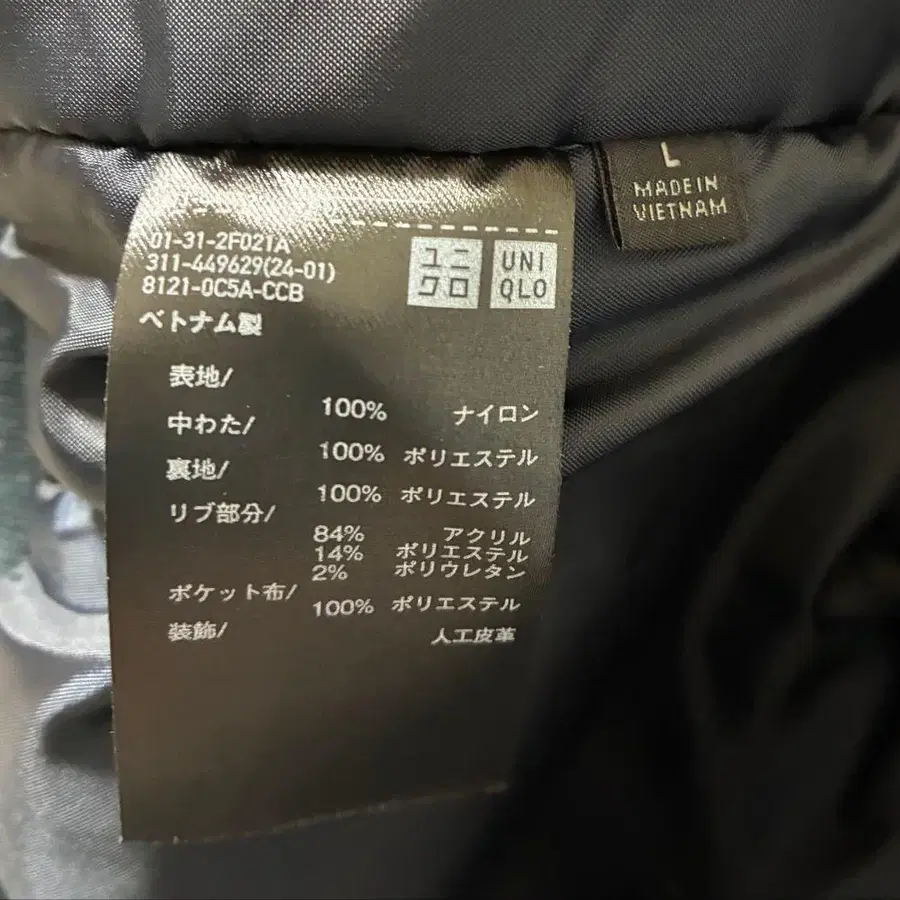 L
MADE IN
VIETNAM
01-31-2F021A
311-449629(24-01)
8121-0C5A-CCB
ユニ
クロ
UNI
QLO
ベトナム製
表地/
100% ナイロン
中わた/
100% ポリエステル
裏地/
100% ポリエステル
リブ部分/
84% アクリル
14% ポリエステル
2% ポリウレタン
ポケット布/
100% ポリエステル
装飾/
人工皮革